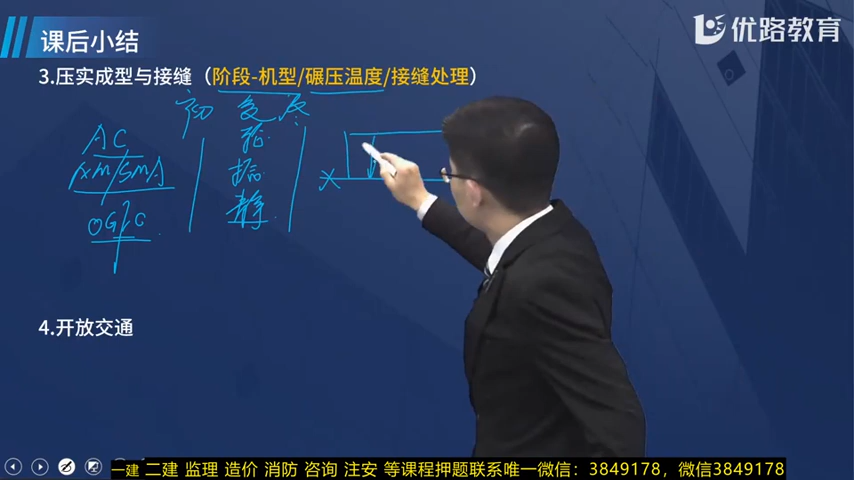 课后小结
优路教育
3.压实成型与接缝（阶段-机型/碾压温度/接缝处理）
初 复 终
AC
SMA
静
4.开放交通
一建 二建 监理 造价 消防 咨询 注安 等课程押题联系唯一微信：3849178，微信3849178